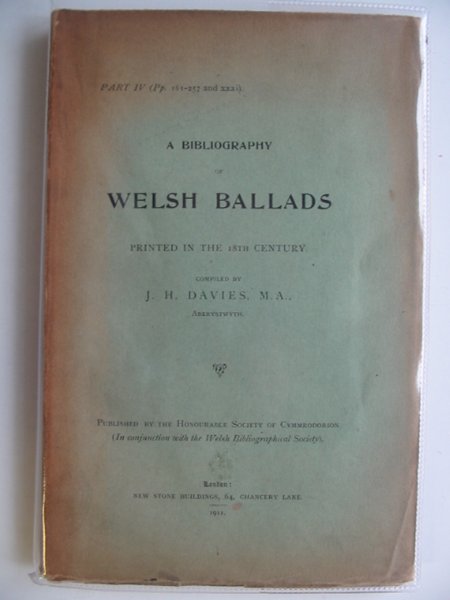 PART IV (Pp. 161-257 and xxxi).
A BIBLIOGRAPHY
OF
WELSH BALLADS
PRINTED IN THE 18TH CENTURY.
COMPILED BY
J. H. DAVIES, M.A.,
ABERYSTWYTH.
PUBLISHED BY THE HONOURABLE SOCIETY OF CYMMRODORION
(In conjunction with the Welsh Bibliographical Society).
London:
NEW STONE BUILDINGS, 64, CHANCERY LANE.
1911.